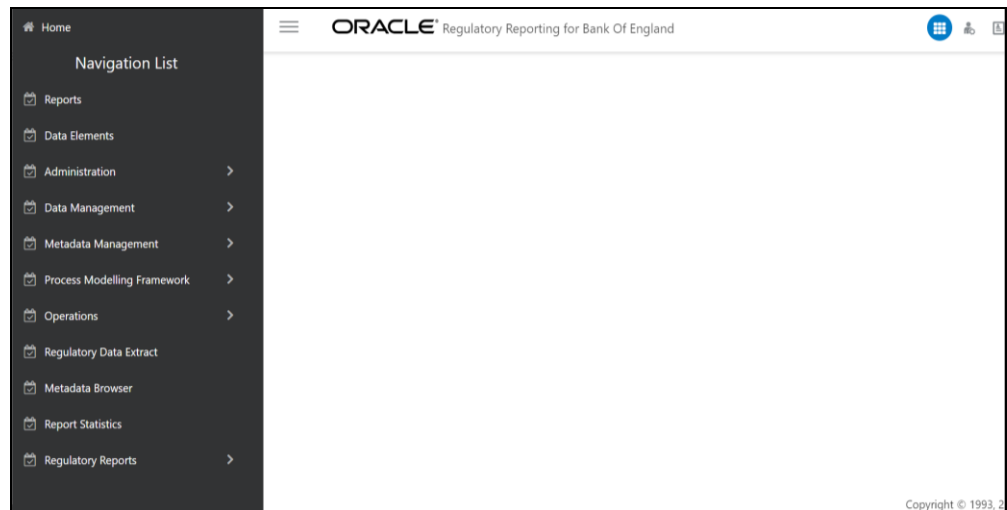 Home
ORACLE® Regulatory Reporting for Bank Of England
Navigation List
Reports
Data Elements
Administration
Data Management
Metadata Management
Process Modelling Framework
Operations
Regulatory Data Extract
Metadata Browser
Report Statistics
Regulatory Reports
Copyright © 1993, 2